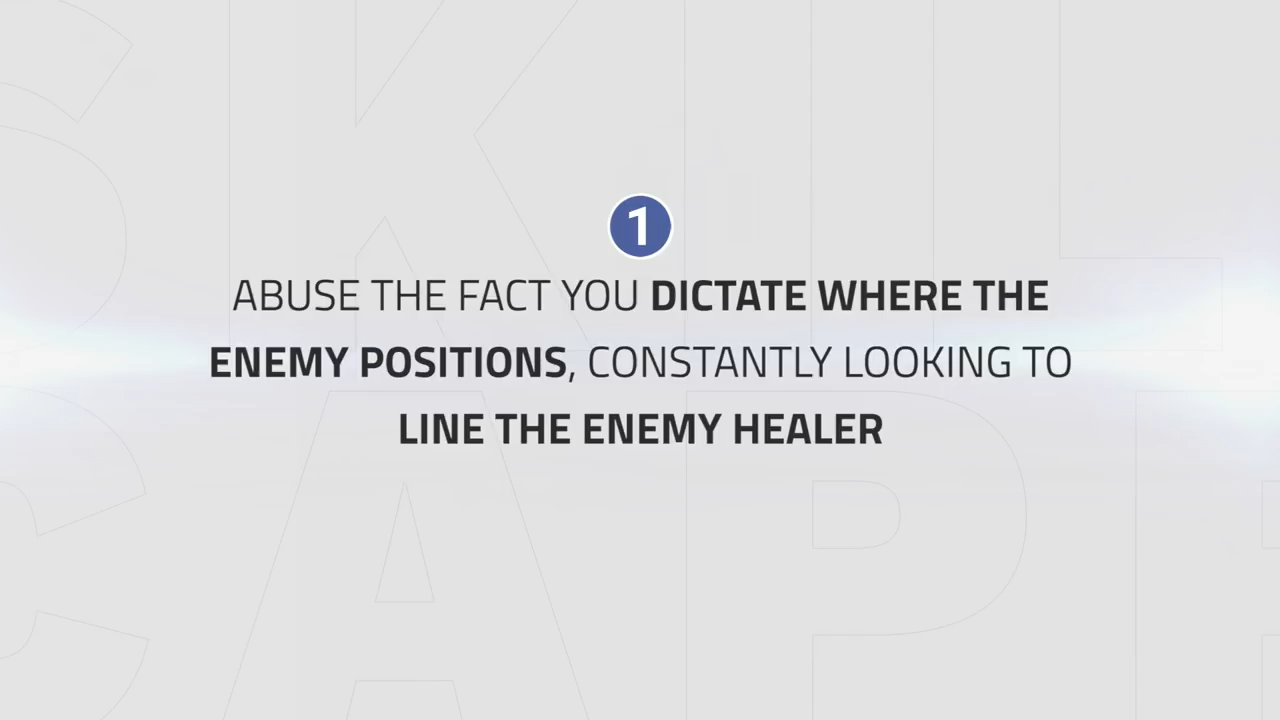 1
ABUSE THE FACT YOU DICTATE WHERE THE
ENEMY POSITIONS, CONSTANTLY LOOKING TO
LINE THE ENEMY HEALER